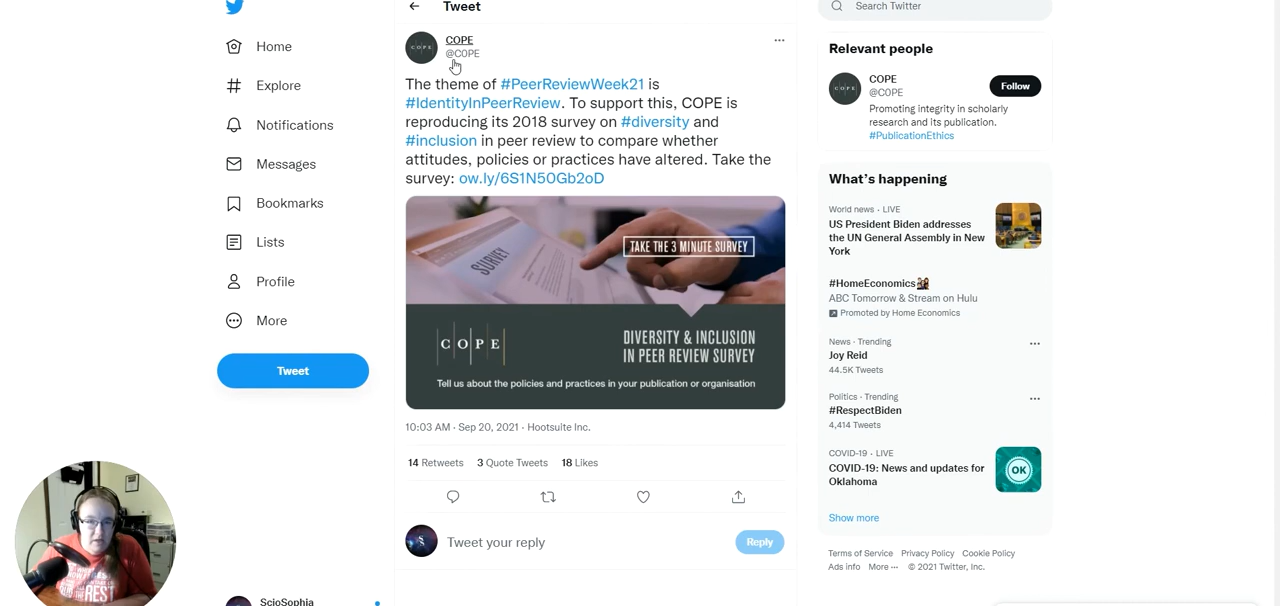 Tweet
Search Twitter
Home
Explore
Notifications
Messages
Bookmarks
Lists
Profile
More
Tweet
ScioSophia
COPE
COPE
@C0PE
The theme of #PeerReviewWeek21 is
#IdentityInPeerReview. To support this, COPE is
reproducing its 2018 survey on #diversity and
#inclusion in peer review to compare whether
attitudes, policies or practices have altered. Take the
survey: ow.ly/6S1N50Gb2oD
SURVEY
TAKE THE 3 MINUTE SURVEY
COPE
DIVERSITY & INCLUSION
IN PEER REVIEW SURVEY
Tell us about the policies and practices in your publication or organisation
10:03 AM · Sep 20, 2021 · Hootsuite Inc.
14 Retweets 3 Quote Tweets 18 Likes
S
Tweet your reply
Reply
Relevant people
COPE
COPE
@C0PE
Follow
Promoting integrity in scholarly
research and its publication.
#PublicationEthics
What's happening
World news · LIVE
US President Biden addresses
the UN General Assembly in New
York
#HomeEconomics
ABC Tomorrow & Stream on Hulu
Promoted by Home Economics
News · Trending
Joy Reid
44.5K Tweets
Politics · Trending
#RespectBiden
4,414 Tweets
COVID-19 · LIVE
COVID-19: News and updates for
Oklahoma
OK
Show more
Terms of Service Privacy Policy Cookie Policy
Ads info More ··· © 2021 Twitter, Inc.